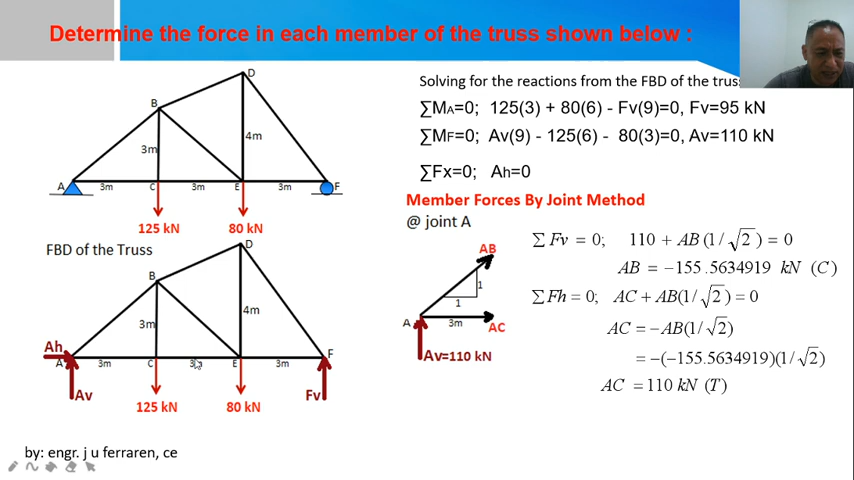 Determine the force in each member of the truss shown below :
D
B
3m
4m
A
3m
C
3m
E
3m
F
125 kN
80 kN
FBD of the Truss
D
B
3m
4m
Ah
A
3m
C
E
3m
F
Av
125 kN
80 kN
Fv
by: engr. j u ferraren, ce
Solving for the reactions from the FBD of the
∑MA=0; 125(3) + 80(6) - Fv(9)=0, Fv=95 kN
∑MF=0; Av(9) - 125(6) - 80(3)=0, Av=110 kN
∑Fx=0; Ah=0
Member Forces By Joint Method
@ joint A
AB
1
1
A
3m
AC
Av=110 kN
∑ Fv = 0; 110 + AB (1/√2) = 0
AB = −155.5634919 kN (C)
∑ Fh = 0; AC + AB(1/√2) = 0
AC = −AB(1/√2)
= −(−155.5634919)(1/√2)
AC = 110 kN (T)